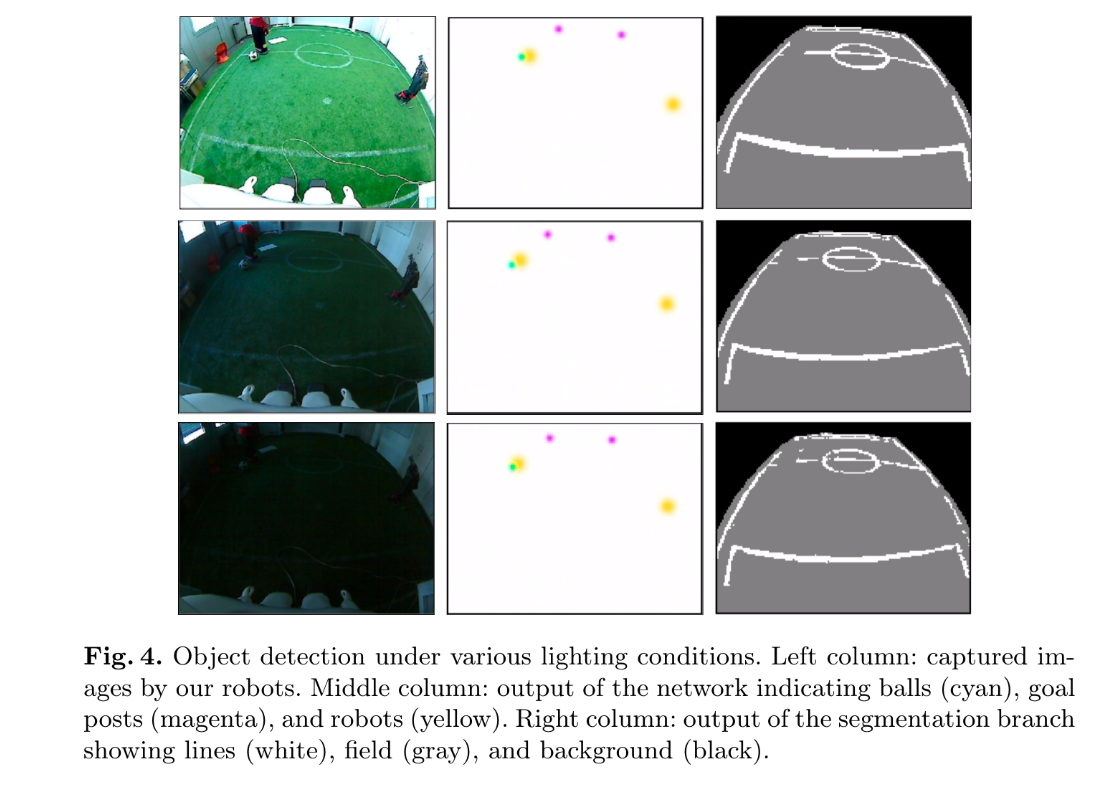 Fig. 4. Object detection under various lighting conditions. Left column: captured im-
ages by our robots. Middle column: output of the network indicating balls (cyan), goal
posts (magenta), and robots (yellow). Right column: output of the segmentation branch
showing lines (white), field (gray), and background (black).